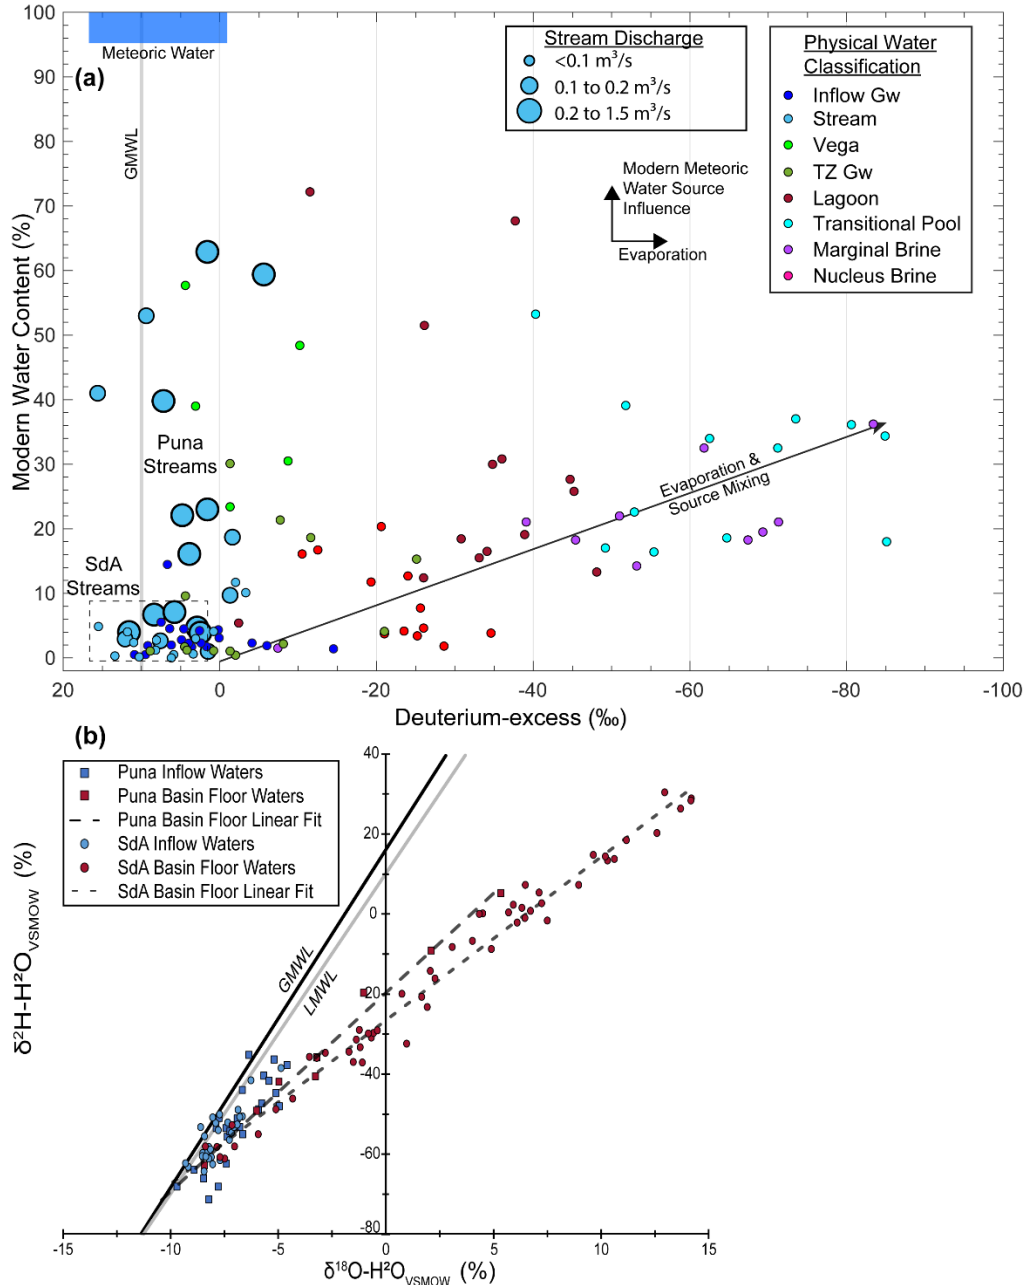 100
90
80
70
60
50
40
30
20
10
0
Modern Water Content (%)
Meteoric Water
(a)
GMWL
Stream Discharge
<0.1 m³/s
0.1 to 0.2 m³/s
0.2 to 1.5 m³/s
Physical Water
Classification
Inflow Gw
Stream
Vega
TZ Gw
Lagoon
Transitional Pool
Marginal Brine
Nucleus Brine
Modern Meteoric
Water Source
Influence
Evaporation
Puna
Streams
SdA
Streams
Evaporation &
Source Mixing
20
0
-20
-40
-60
-80
-100
Deuterium-excess (‰)
(b)
Puna Inflow Waters
Puna Basin Floor Waters
Puna Basin Floor Linear Fit
SdA Inflow Waters
SdA Basin Floor Waters
SdA Basin Floor Linear Fit
GMWL
LMWL
40
20
0
-20
-40
-60
-80
δ²H-H²O VSMOW (%)
-15
-10
-5
0
5
10
15
δ¹⁸O-H²O VSMOW (%)